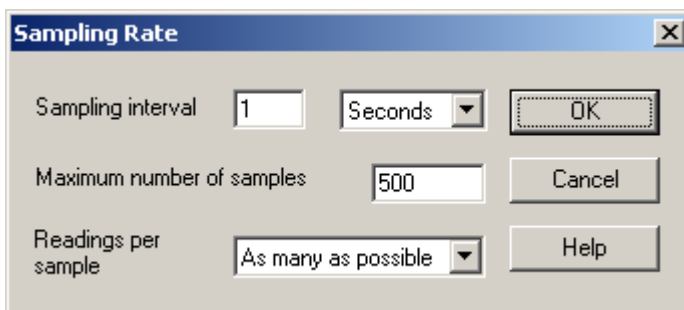 Sampling Rate
Sampling interval 1 Seconds OK
Maximum number of samples 500 Cancel
Readings per
sample As many as possible Help